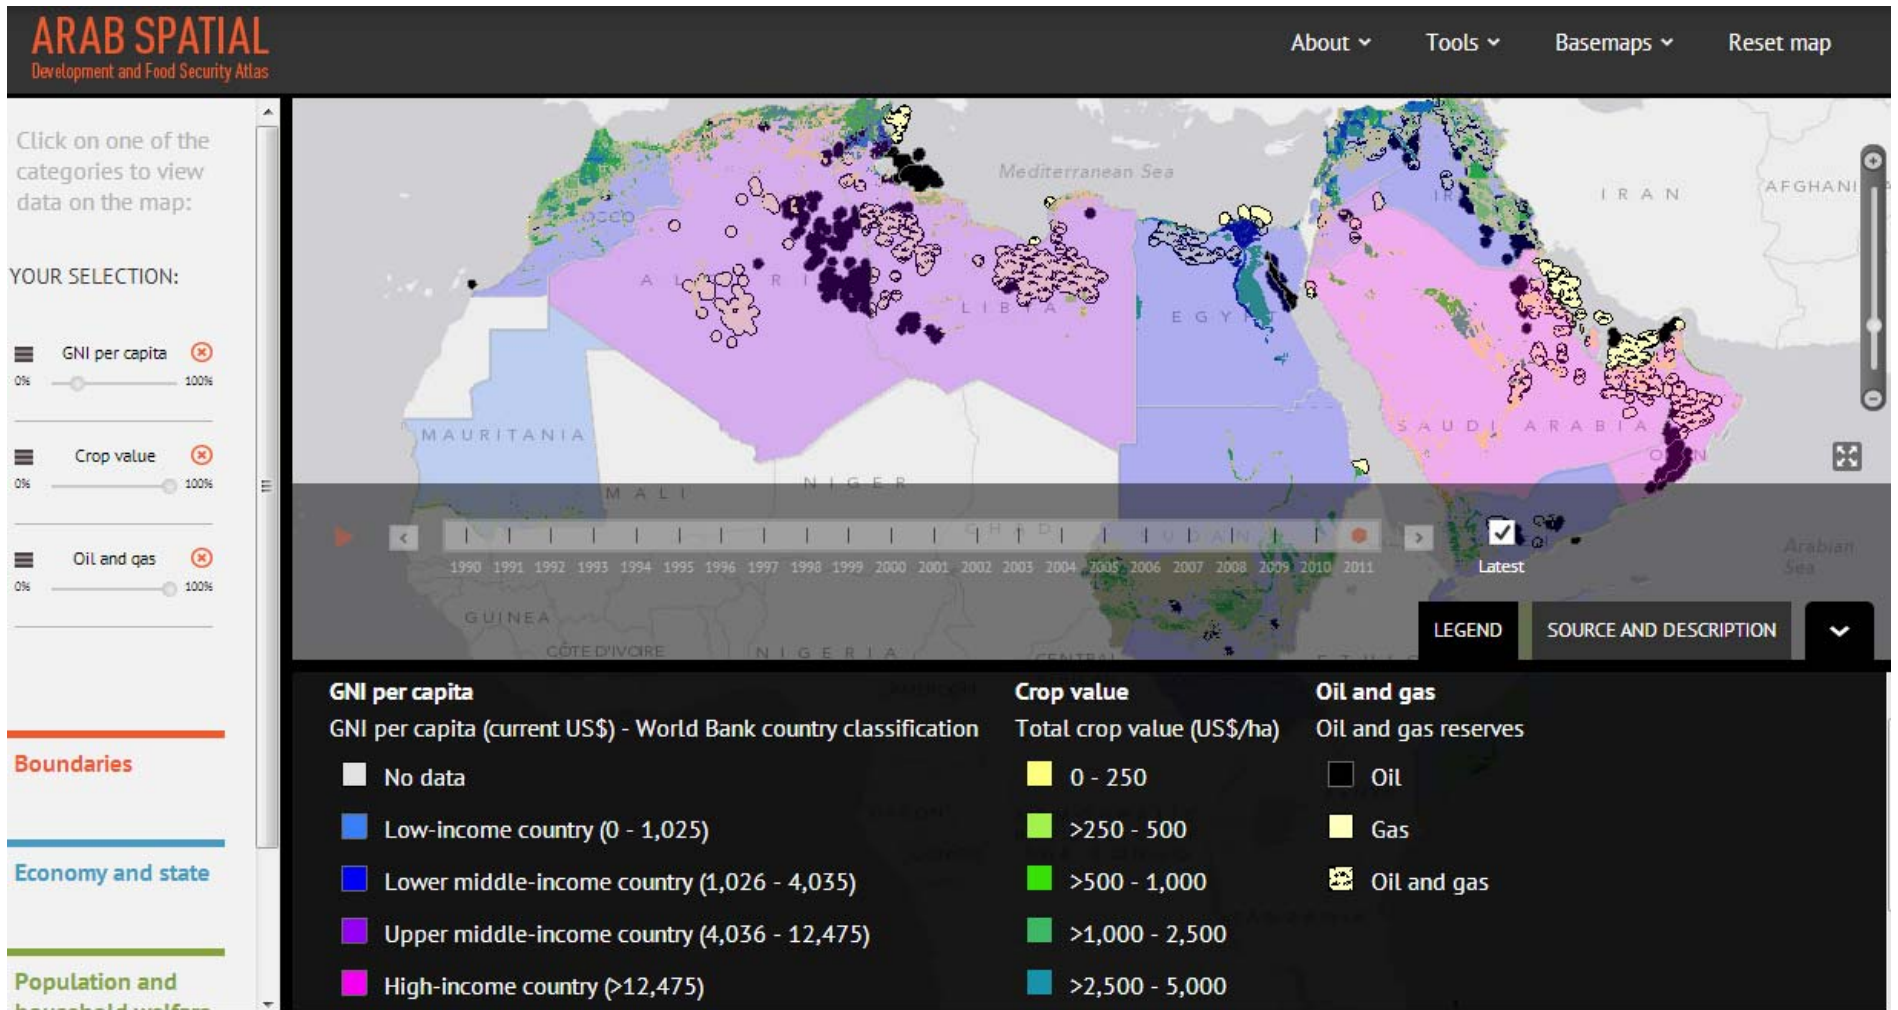 ARAB SPATIAL
Development and Food Security Atlas
About
Tools
Basemaps
Reset map
Click on one of the
categories to view
data on the map:
YOUR SELECTION:
GNI per capita
0% 100%
Crop value
0% 100%
Oil and gas
0% 100%
Boundaries
Economy and state
Population and
Mediterranean Sea
IRAN
AFGHANI
OCCO
LIBYA
EGY
MAURITANIA
SAUDI ARABIA
MALI
NIGER
CHAD
SUDAN
Arabian
Sea
GUINEA
CÔTE D'IVOIRE
NIGERIA
1990 1991 1992 1993 1994 1995 1996 1997 1998 1999 2000 2001 2002 2003 2004 2005 2006 2007 2008 2009 2010 2011
Latest
LEGEND
SOURCE AND DESCRIPTION
GNI per capita
GNI per capita (current US$) - World Bank country classification
No data
Low-income country (0 - 1,025)
Lower middle-income country (1,026 - 4,035)
Upper middle-income country (4,036 - 12,475)
High-income country (>12,475)
Crop value
Total crop value (US$/ha)
0 - 250
>250 - 500
>500 - 1,000
>1,000 - 2,500
>2,500 - 5,000
Oil and gas
Oil and gas reserves
Oil
Gas
Oil and gas